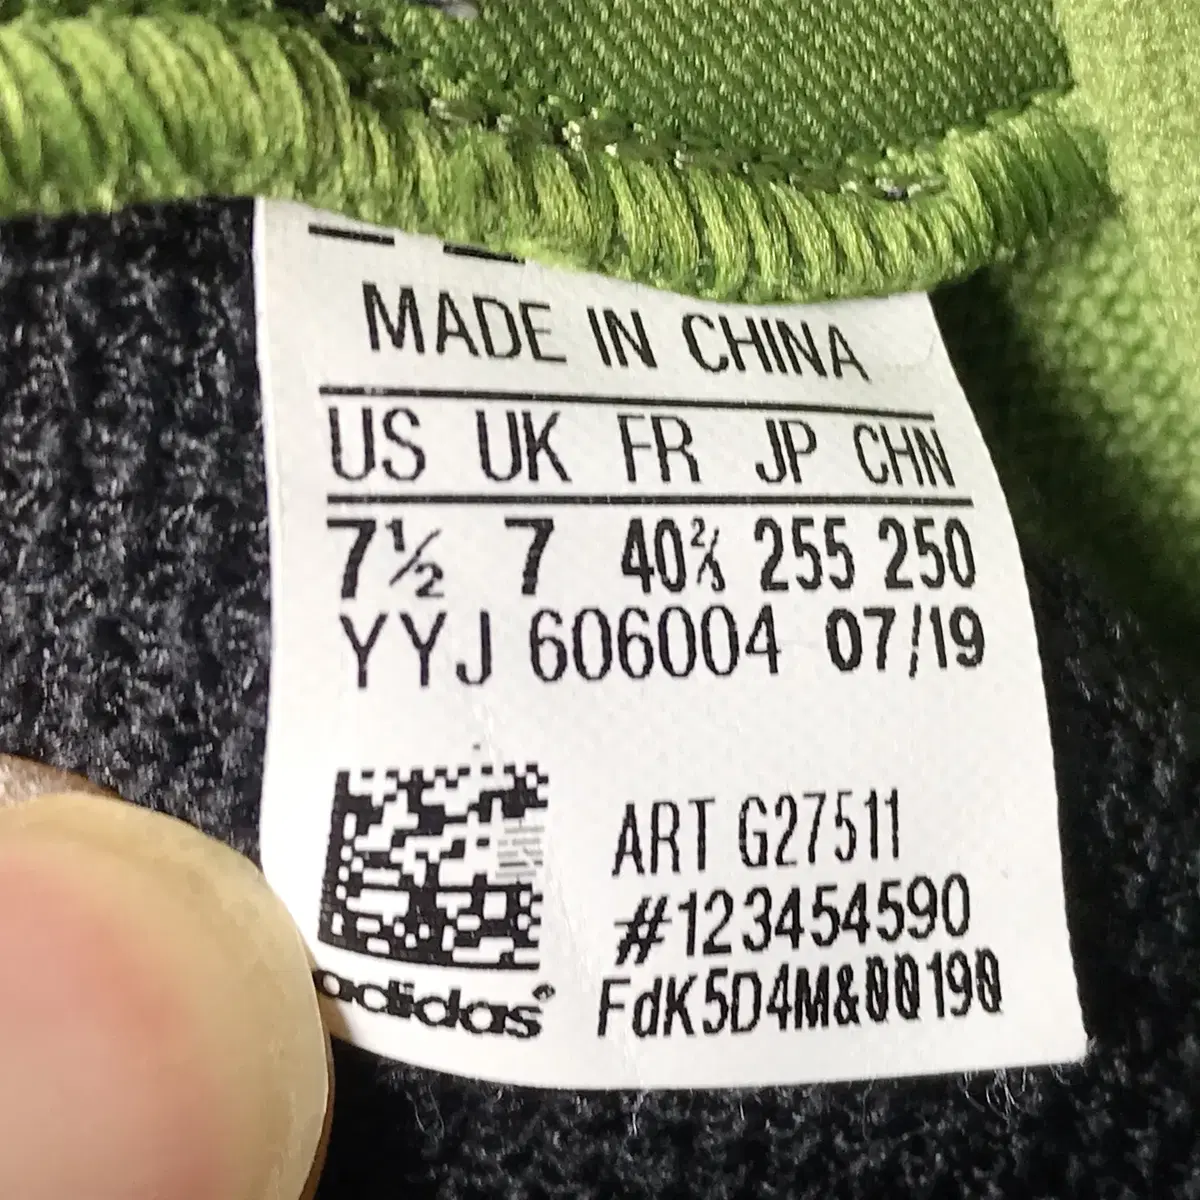 MADE IN CHINA
US UK FR JP CHN
7½ 7 40⅔ 255 250
YYJ 606004 07/19
ART G27511
#123454590
FdK5D4M&00190
adidas®